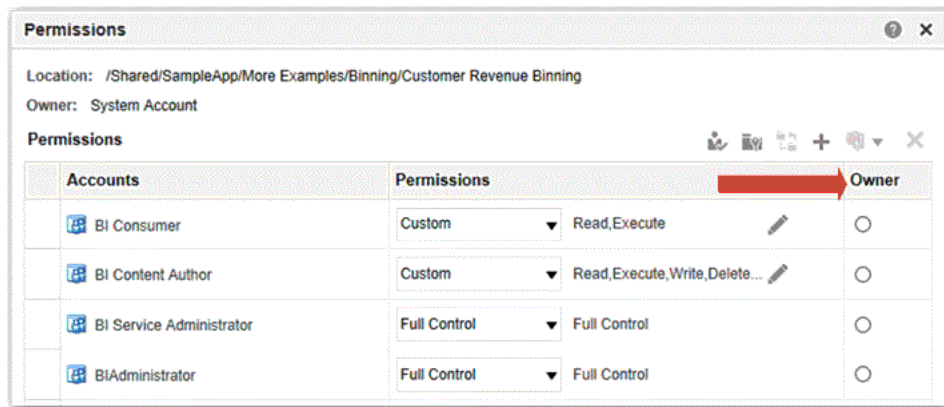 Permissions
Location: /Shared/SampleApp/More Examples/Binning/Customer Revenue Binning
Owner: System Account
Permissions
Accounts Permissions Owner
BI Consumer Custom Read,Execute
BI Content Author Custom Read,Execute,Write,Delete...
BI Service Administrator Full Control Full Control
BIAdministrator Full Control Full Control